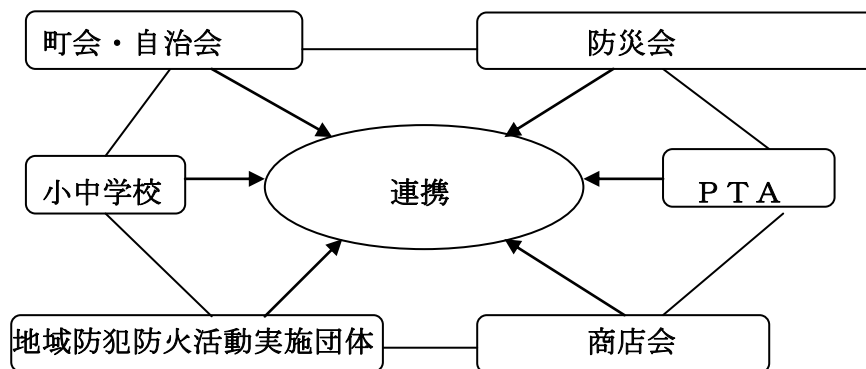 町会・自治会
防災会
小中学校
連携
ＰＴＡ
地域防犯防火活動実施団体
商店会